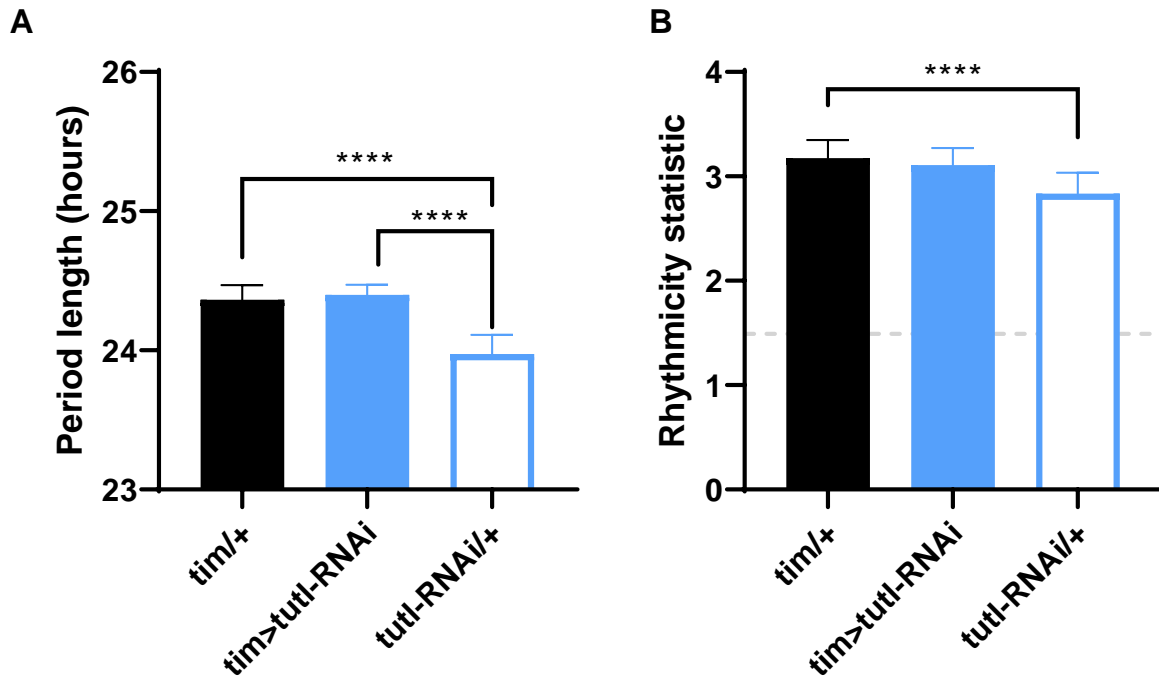 A
Period length (hours)
26
25
24
23
****
****
tim/+
tim>tutl-RNAi
tutl-RNAi/+
B
Rhythmicity statistic
4
3
2
1
0
****
tim/+
tim>tutl-RNAi
tutl-RNAi/+